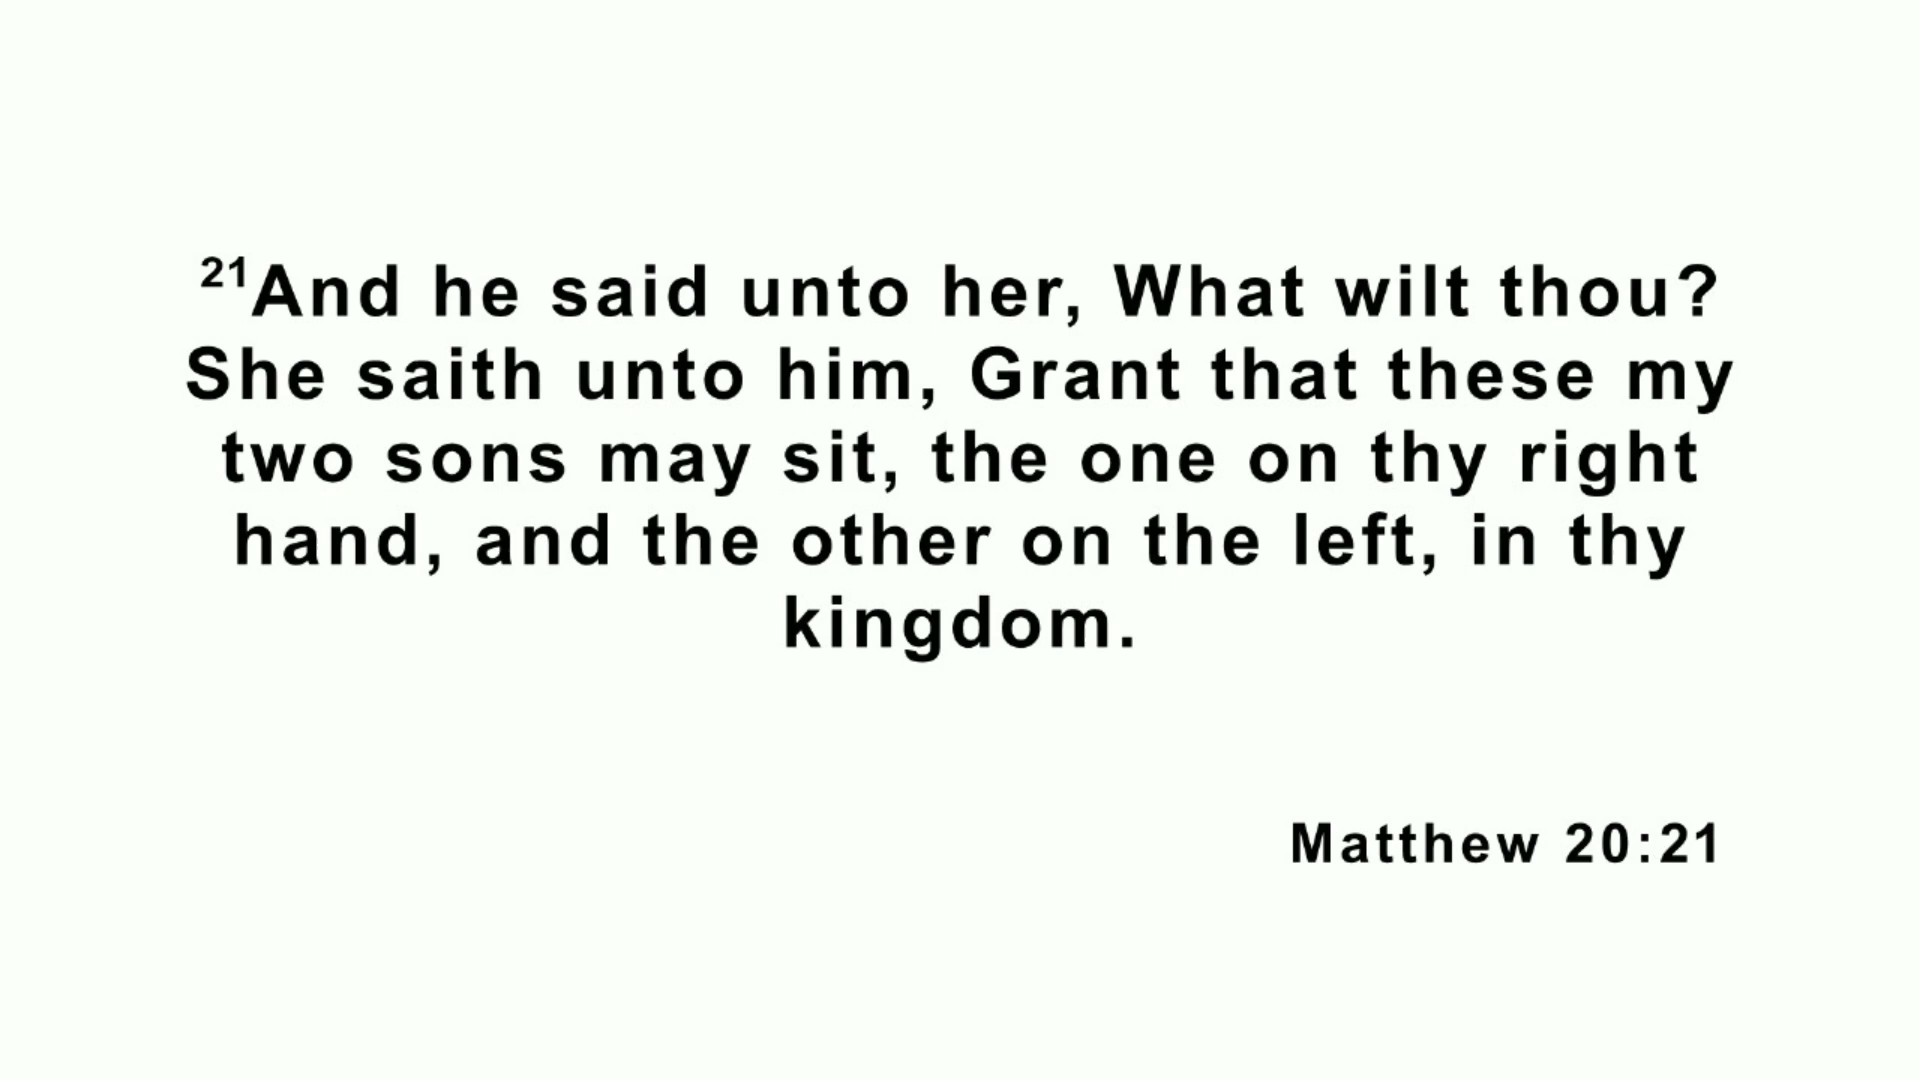 ²¹And he said unto her, What wilt thou?
She saith unto him, Grant that these my
two sons may sit, the one on thy right
hand, and the other on the left, in thy
kingdom.
Matthew 20:21